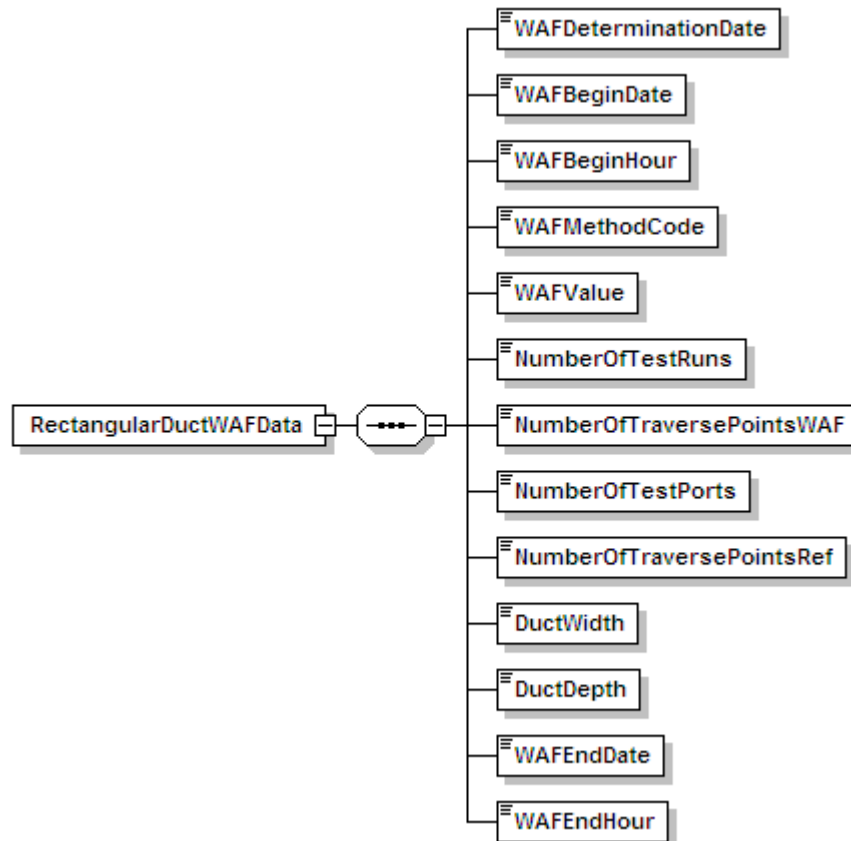 WAFDeterminationDate
WAFBeginDate
WAFBeginHour
WAFMethodCode
WAFValue
NumberOfTestRuns
RectangularDuctWAFData
NumberOfTraversePointsWAF
NumberOfTestPorts
NumberOfTraversePointsRef
DuctWidth
DuctDepth
WAFEndDate
WAFEndHour